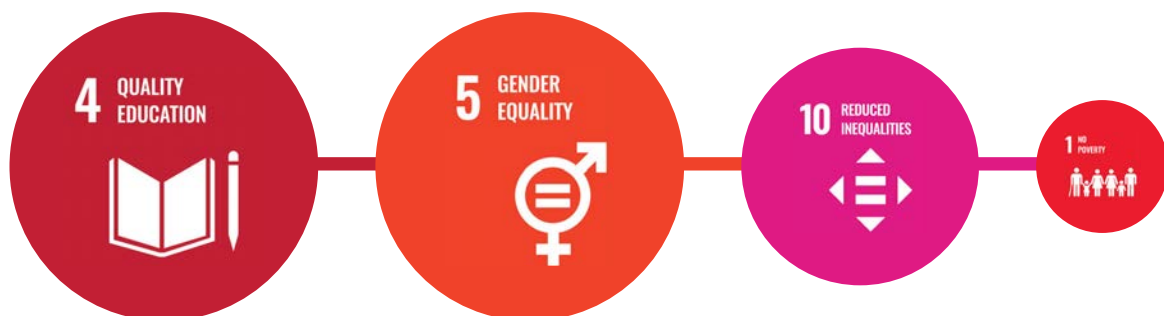 4 QUALITY
EDUCATION
5 GENDER
EQUALITY
10 REDUCED
INEQUALITIES
1 NO
POVERTY